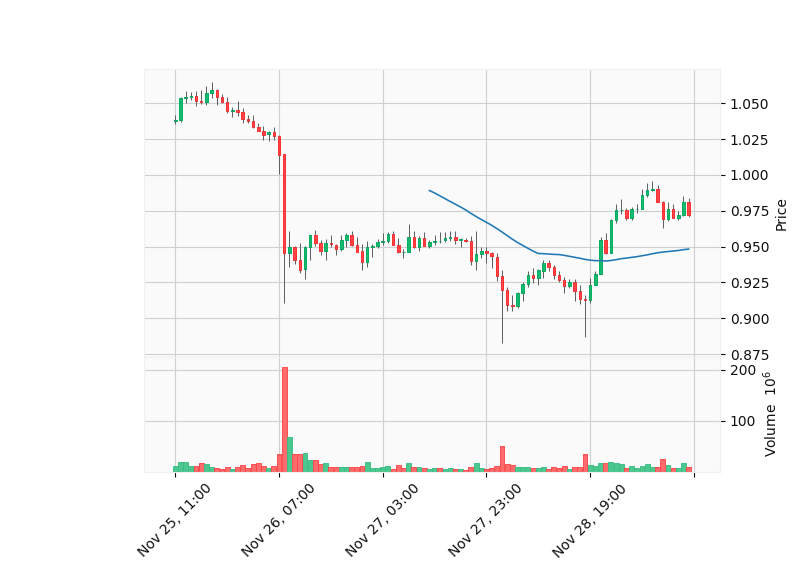 1.050
1.025
1.000
0.975
0.950
0.925
0.900
0.875
Price
200
100
Volume 10^6
Nov 25, 11:00
Nov 26, 07:00
Nov 27, 03:00
Nov 27, 23:00
Nov 28, 19:00